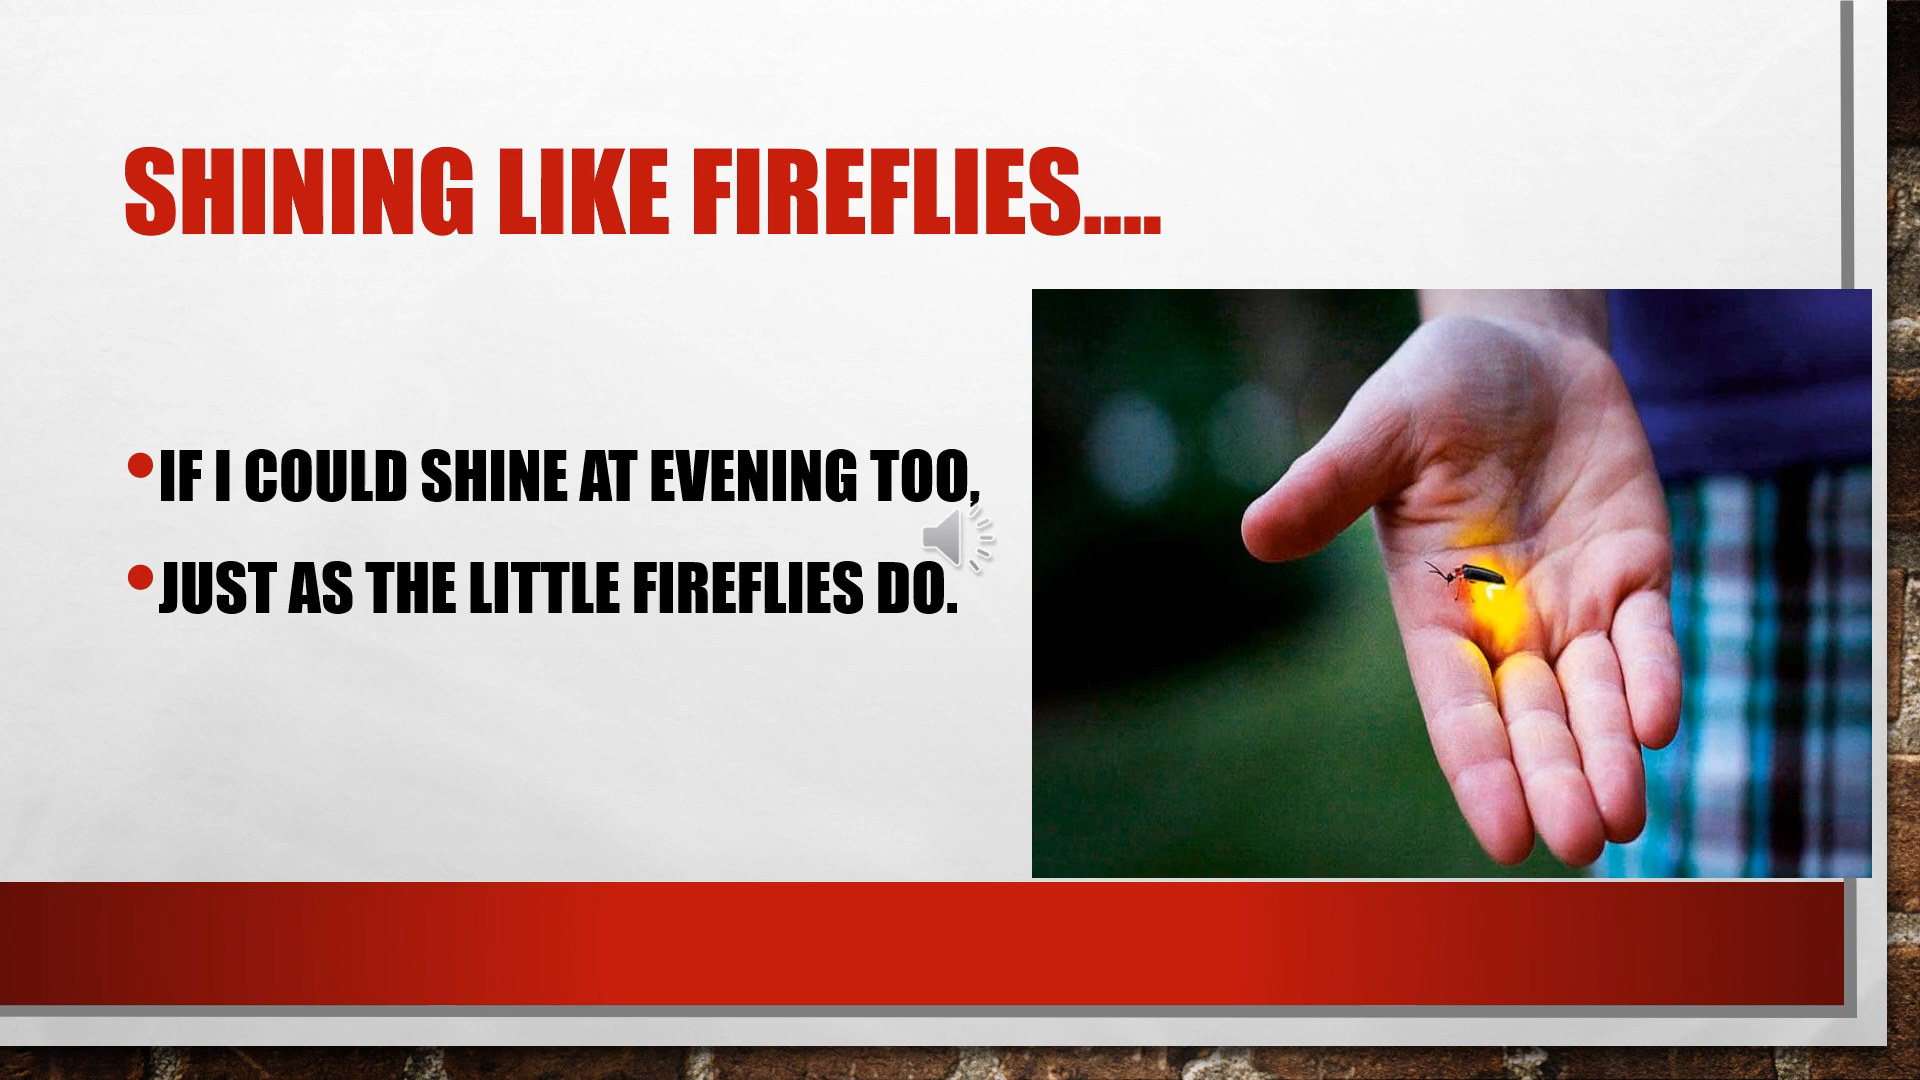 SHINING LIKE FIREFLIES....
•IF I COULD SHINE AT EVENING TOO,
•JUST AS THE LITTLE FIREFLIES DO.